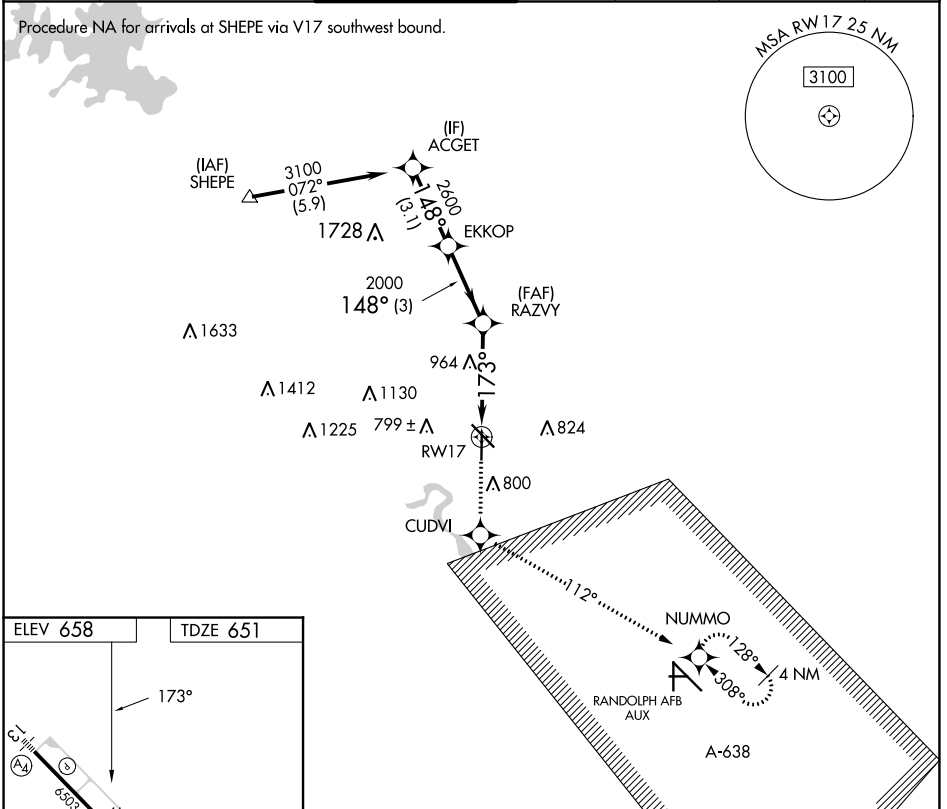 Procedure NA for arrivals at SHEPE via V17 southwest bound.
MSA RW17 25 NM
3100
(IF)
ACGET
(IAF)
SHEPE
3100
072°
(5.9)
2600
148°
(3.1)
1728
EKKOP
2000
148° (3)
(FAF)
RAZVY
1633
964
173°
1412
1130
1225
799 ±
824
RW17
800
CUDVI
112°
NUMMO
128°
4 NM
308°
RANDOLPH AFB
AUX
A-638
ELEV 658
TDZE 651
173°
13
A4
P
6503